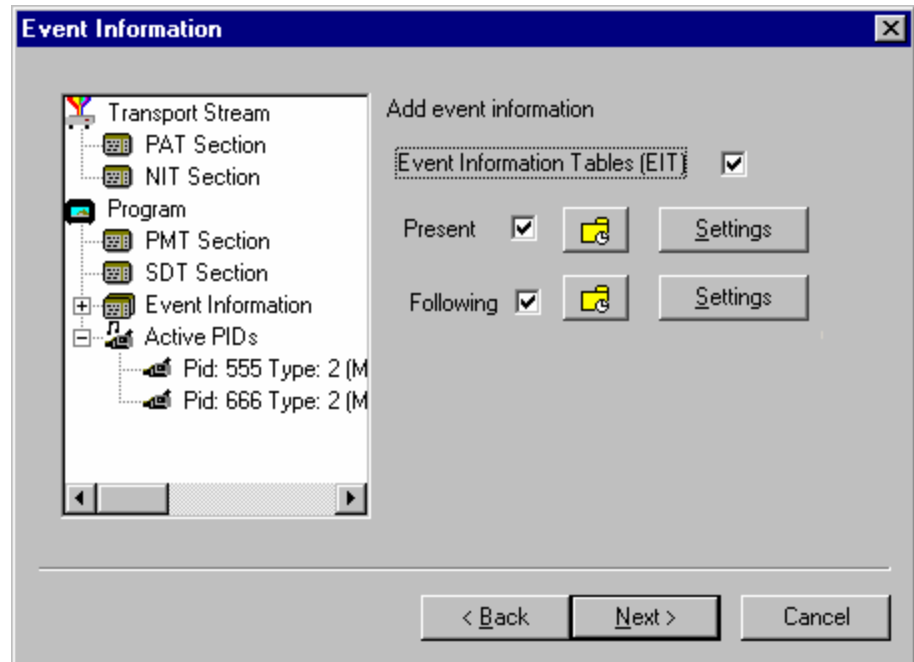 Event Information
Transport Stream
PAT Section
NIT Section
Program
PMT Section
SDT Section
Event Information
Active PIDs
Pid: 555 Type: 2 (M
Pid: 666 Type: 2 (M
Add event information
Event Information Tables (EIT)
Present
Settings
Following
Settings
< Back
Next >
Cancel